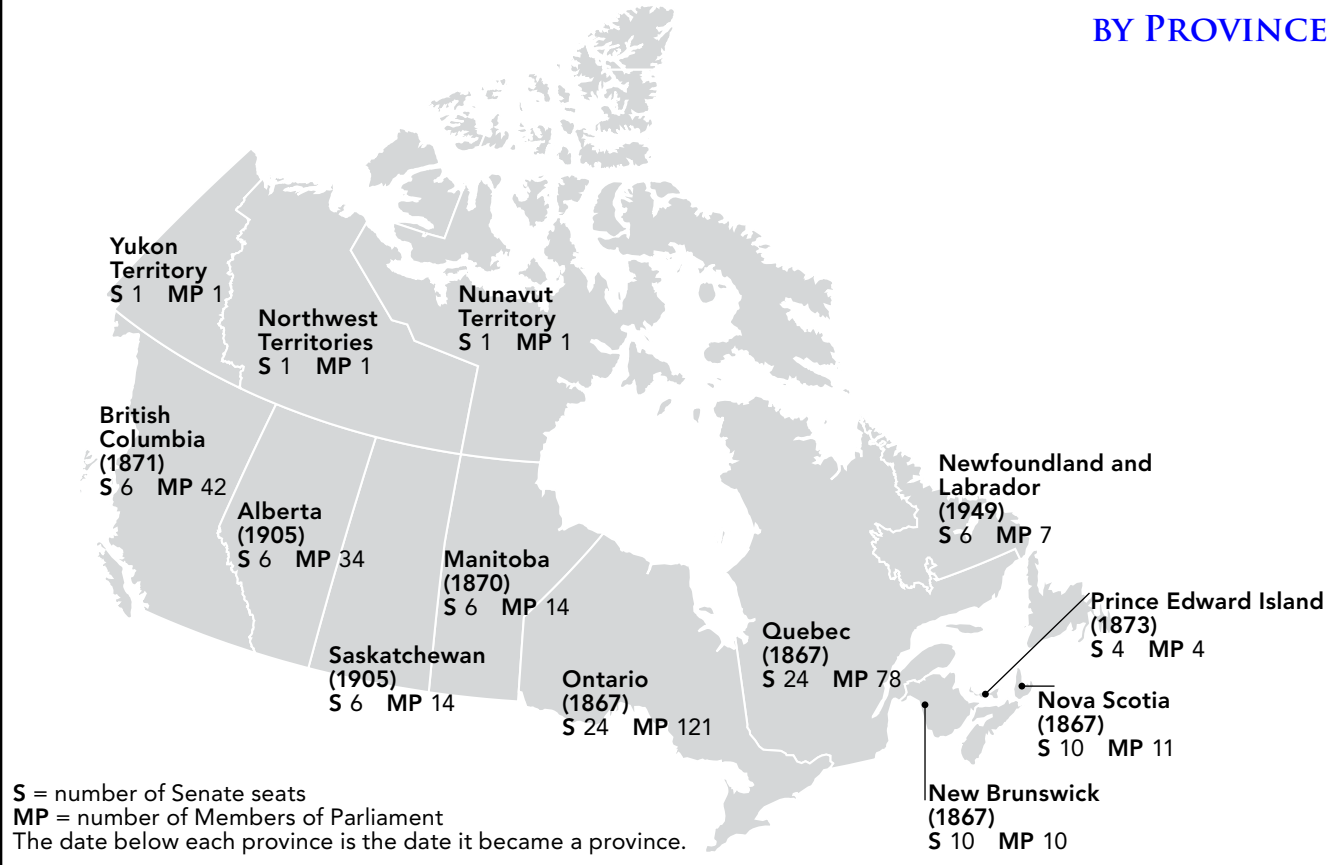 BY PROVINCE
Yukon
Territory
S 1 MP 1
Northwest
Territories
S 1 MP 1
Nunavut
Territory
S 1 MP 1
British
Columbia
(1871)
S 6 MP 42
Alberta
(1905)
S 6 MP 34
Manitoba
(1870)
S 6 MP 14
Saskatchewan
(1905)
S 6 MP 14
Ontario
(1867)
S 24 MP 121
Quebec
(1867)
S 24 MP 78
Newfoundland and
Labrador
(1949)
S 6 MP 7
Prince Edward Island
(1873)
S 4 MP 4
Nova Scotia
(1867)
S 10 MP 11
New Brunswick
(1867)
S 10 MP 10
S = number of Senate seats
MP = number of Members of Parliament
The date below each province is the date it became a province.